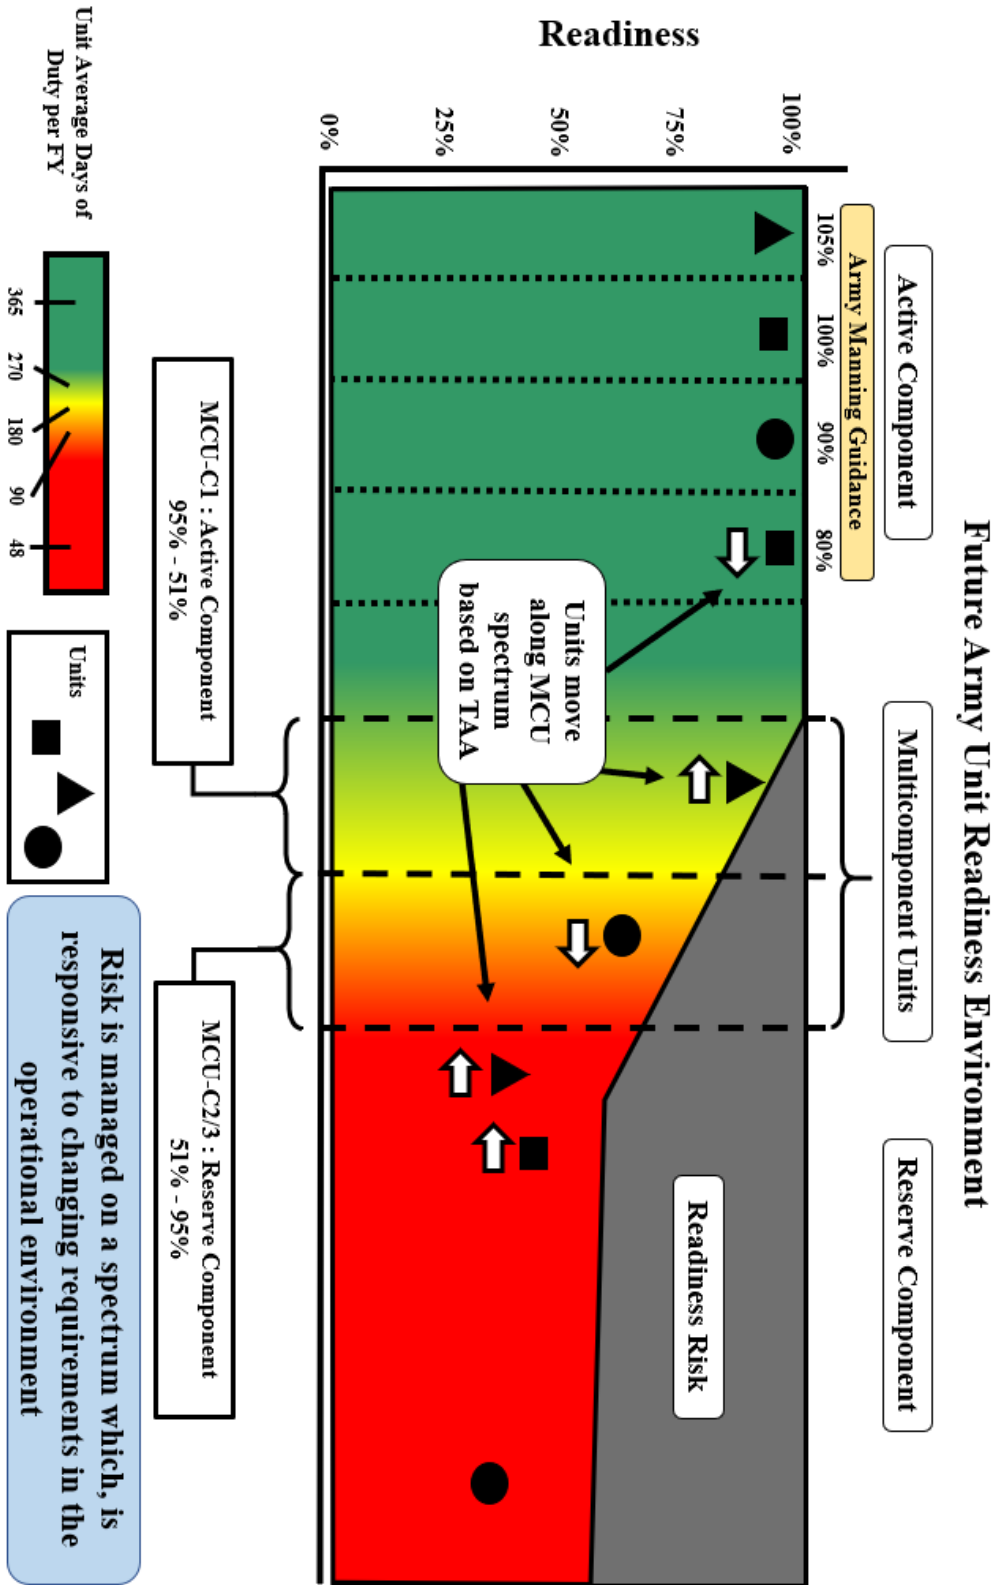 Future Army Unit Readiness Environment
Active Component
Multicomponent Units
Reserve Component
Army Manning Guidance
105%
100%
90%
80%
Readiness
100%
75%
50%
25%
0%
Readiness Risk
Units move
along MCU
spectrum
based on TAA
MCU-C1 : Active Component
95% - 51%
MCU-C2/3 : Reserve Component
51% - 95%
Unit Average Days of
Duty per FY
365
270
180
90
48
Units
Risk is managed on a spectrum which, is
responsive to changing requirements in the
operational environment